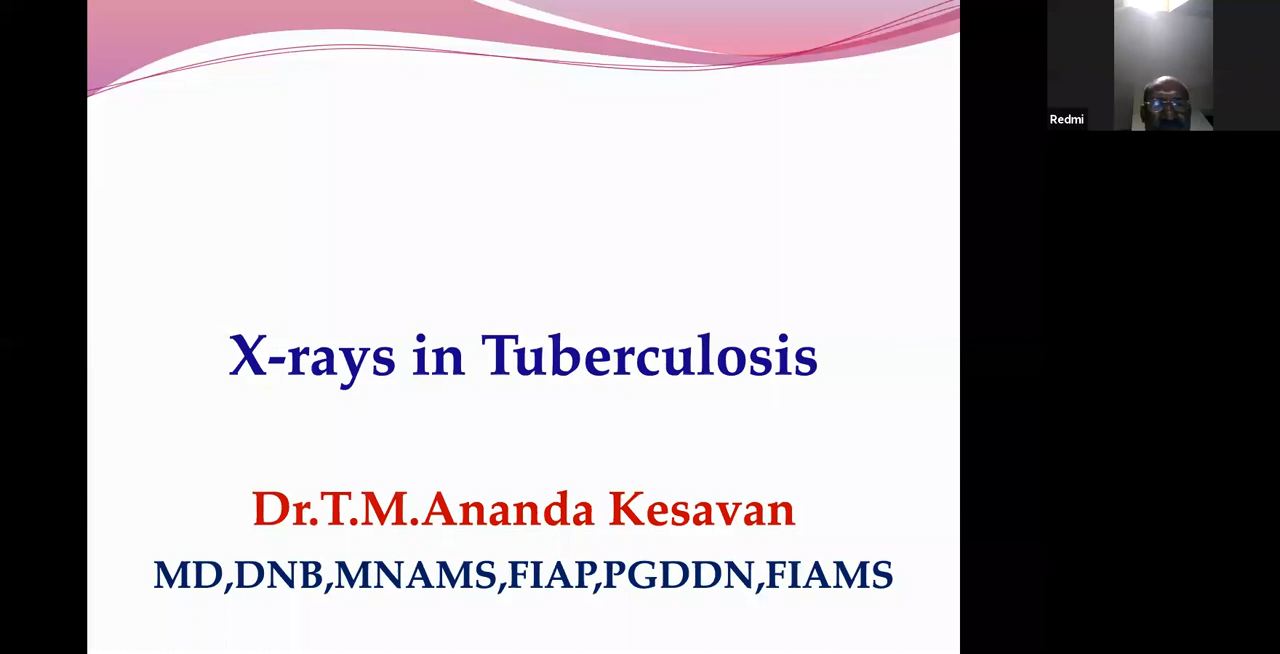 Redmi
X-rays in Tuberculosis
Dr.T.M.Ananda Kesavan
MD,DNB,MNAMS,FIAP,PGDDN,FIAMS